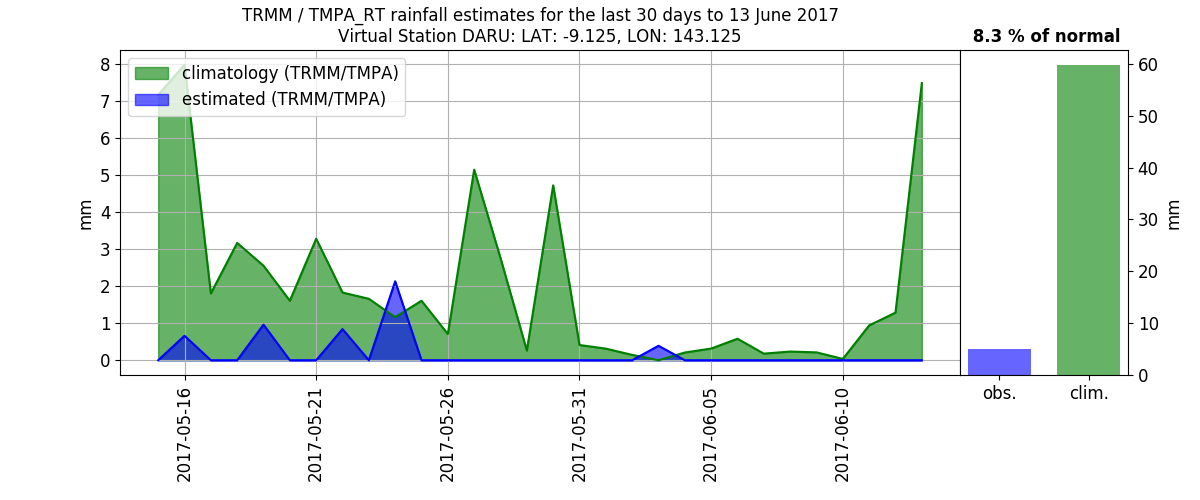 TRMM / TMPA_RT rainfall estimates for the last 30 days to 13 June 2017
Virtual Station DARU: LAT: -9.125, LON: 143.125
8.3 % of normal
climatology (TRMM/TMPA)
estimated (TRMM/TMPA)
mm
8
7
6
5
4
3
2
1
0
2017-05-16
2017-05-21
2017-05-26
2017-05-31
2017-06-05
2017-06-10
60
50
40
30
20
10
0
mm
obs.
clim.